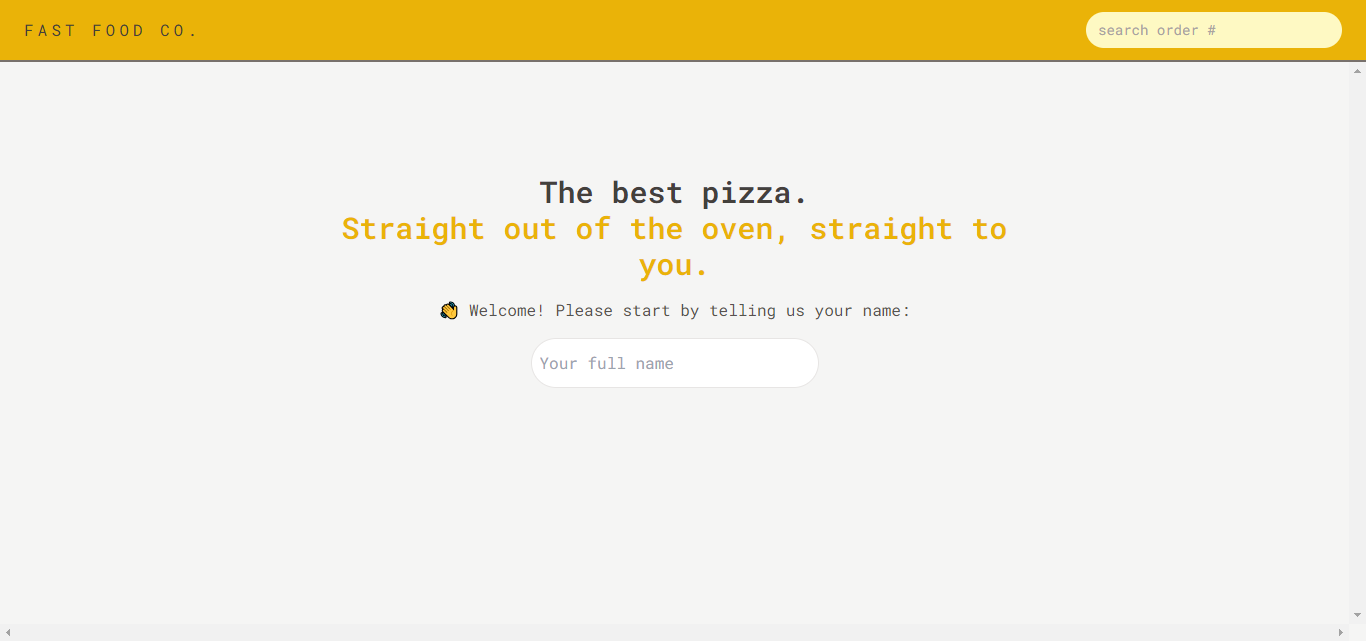 FAST FOOD CO.
search order #
The best pizza.
Straight out of the oven, straight to
you.
👋 Welcome! Please start by telling us your name:
Your full name